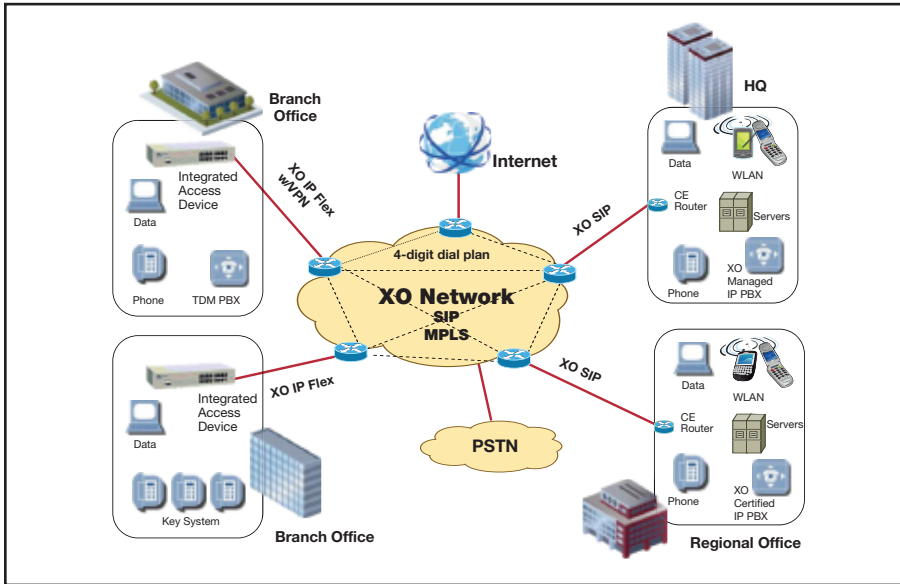 Branch
Office
Integrated
Access
Device
Data
Phone
TDM PBX
XO IP Flex
w/VPN
Internet
HQ
Data
WLAN
CE
Router
Servers
Phone
XO
Managed
IP PBX
XO SIP
4-digit dial plan
XO Network
SIP
MPLS
XO IP Flex
Integrated
Access
Device
Data
Key System
Branch Office
PSTN
XO SIP
Data
WLAN
CE
Router
Servers
Phone
XO
Certified
IP PBX
Regional Office